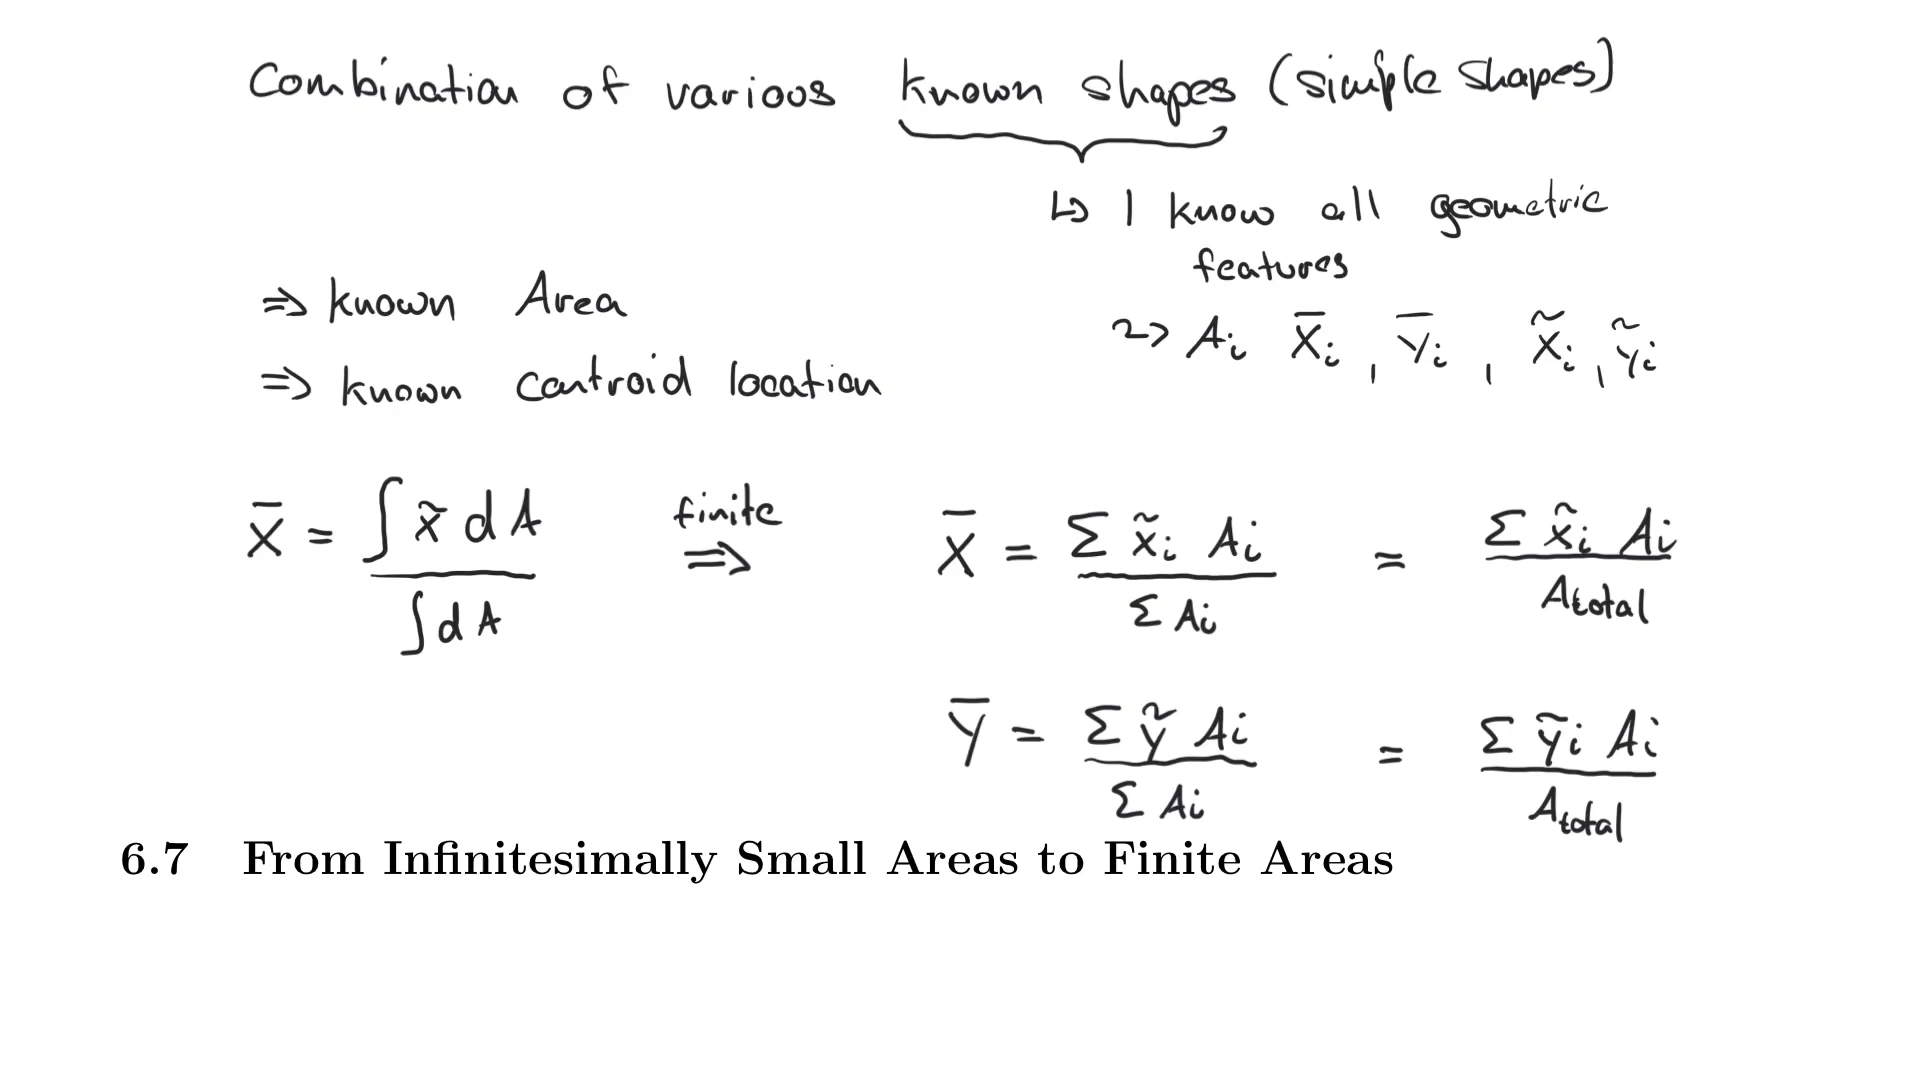 Combination of various known shapes (simple shapes)
↳ I know all geometric
features
⇒ known Area
⇝ Aᵢ X̄ᵢ , Ȳᵢ , x̃ᵢ , ỹᵢ
⇒ known centroid location
X̄ = ∫ x̃ dA / ∫ dA finite ⇒ X̄ = Σ x̃ᵢ Aᵢ / Σ Aᵢ = Σ x̃ᵢ Aᵢ / Atotal
Ȳ = Σ ỹ Aᵢ / Σ Aᵢ = Σ ỹᵢ Aᵢ / Atotal
6.7 From Infinitesimally Small Areas to Finite Areas